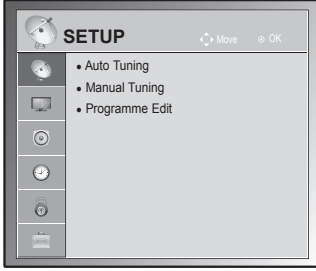 SETUP
Move OK
• Auto Tuning
• Manual Tuning
• Programme Edit